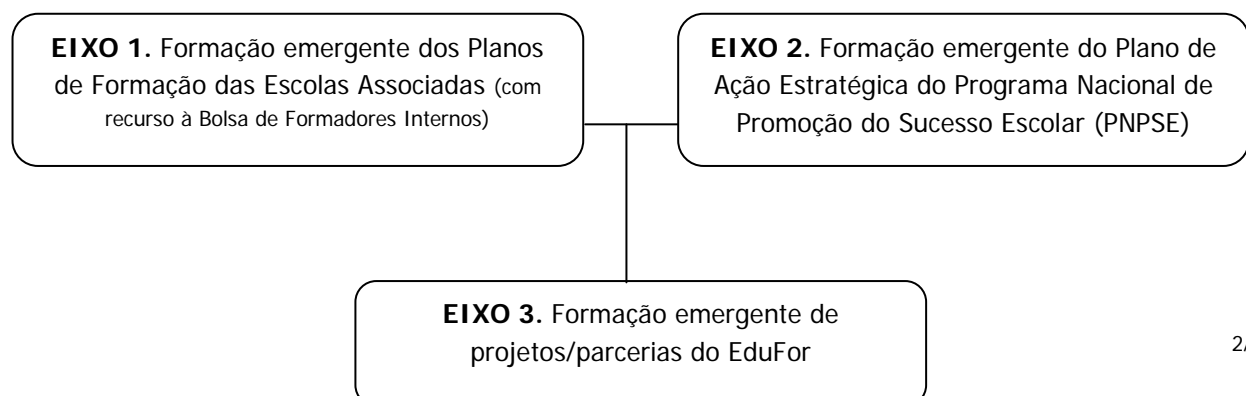 EIXO 1. Formação emergente dos Planos
de Formação das Escolas Associadas (com
recurso à Bolsa de Formadores Internos)
EIXO 2. Formação emergente do Plano de
Ação Estratégica do Programa Nacional de
Promoção do Sucesso Escolar (PNPSE)
EIXO 3. Formação emergente de
projetos/parcerias do EduFor
2/